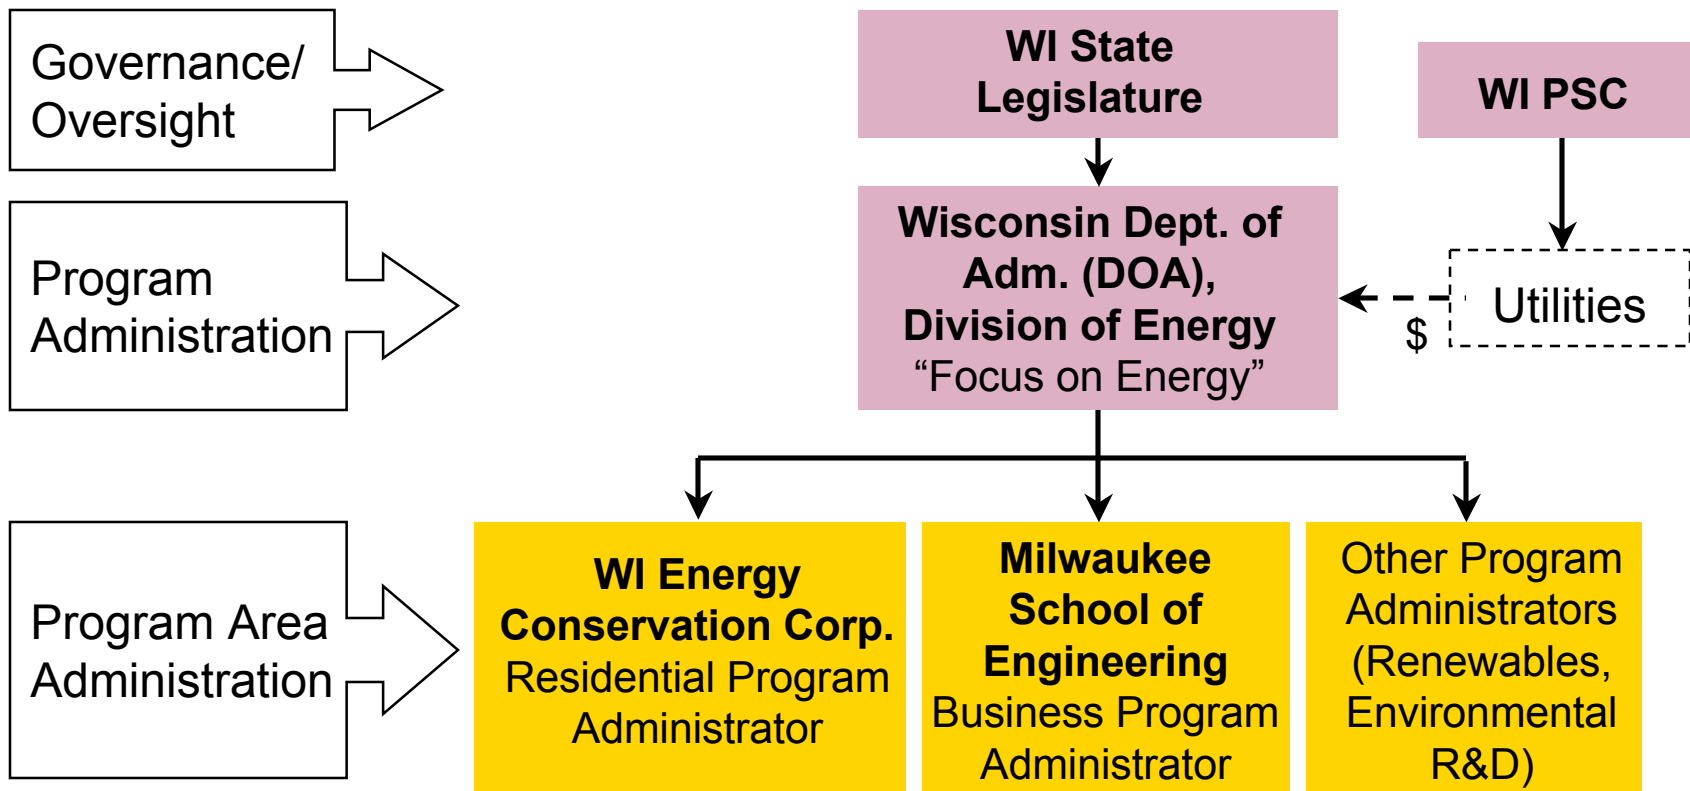 Governance/
Oversight
WI State
Legislature
WI PSC
Program
Administration
Wisconsin Dept. of
Adm. (DOA),
Division of Energy
“Focus on Energy”
$
Utilities
Program Area
Administration
WI Energy
Conservation Corp.
Residential Program
Administrator
Milwaukee
School of
Engineering
Business Program
Administrator
Other Program
Administrators
(Renewables,
Environmental
R&D)